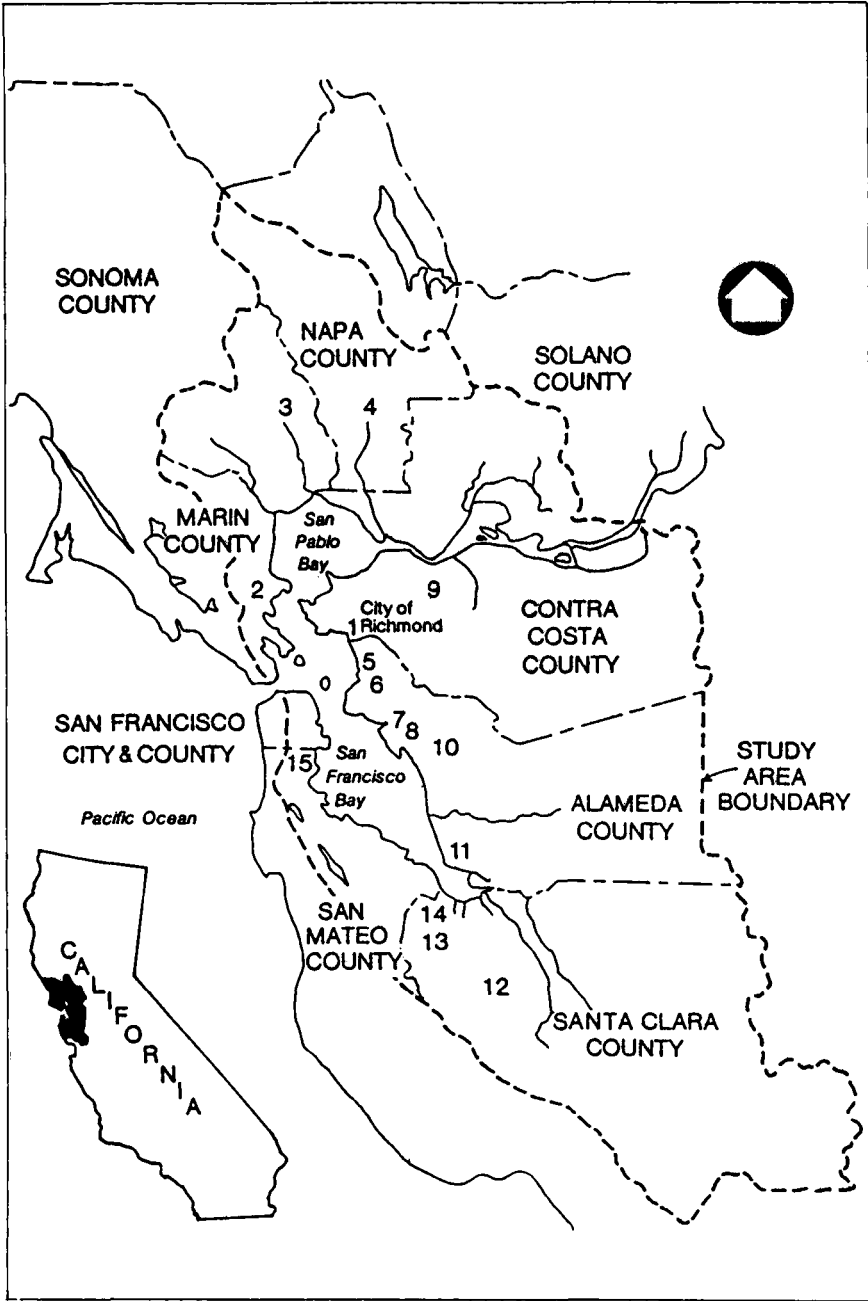 SONOMA
COUNTY
NAPA
COUNTY
SOLANO
COUNTY
3
4
MARIN
COUNTY
San
Pablo
Bay
2
9
City of
1 Richmond
CONTRA
COSTA
COUNTY
5
6
0
7
8
10
SAN FRANCISCO
CITY & COUNTY
15
San
Francisco
Bay
STUDY
AREA
BOUNDARY
Pacific Ocean
ALAMEDA
COUNTY
11
SAN
MATEO
COUNTY
14
13
12
SANTA CLARA
COUNTY
CALIFORNIA